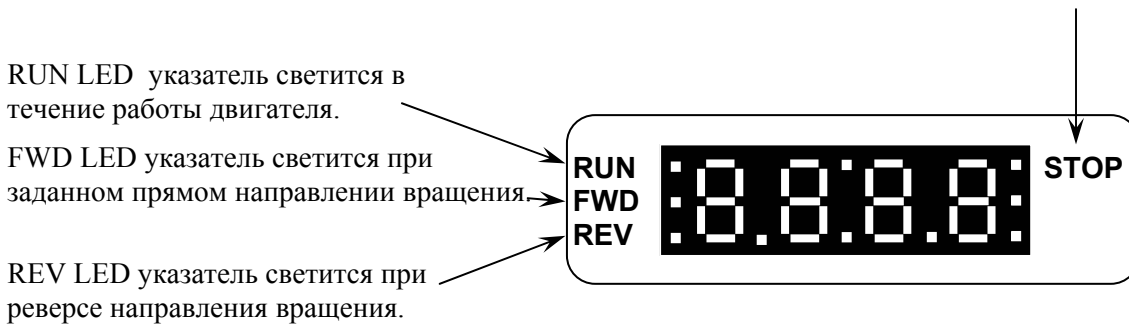 RUN LED указатель светится в
течение работы двигателя.
FWD LED указатель светится при
заданном прямом направлении вращения.
REV LED указатель светится при
реверсе направления вращения.
RUN
FWD
REV
8.8.8.8
STOP